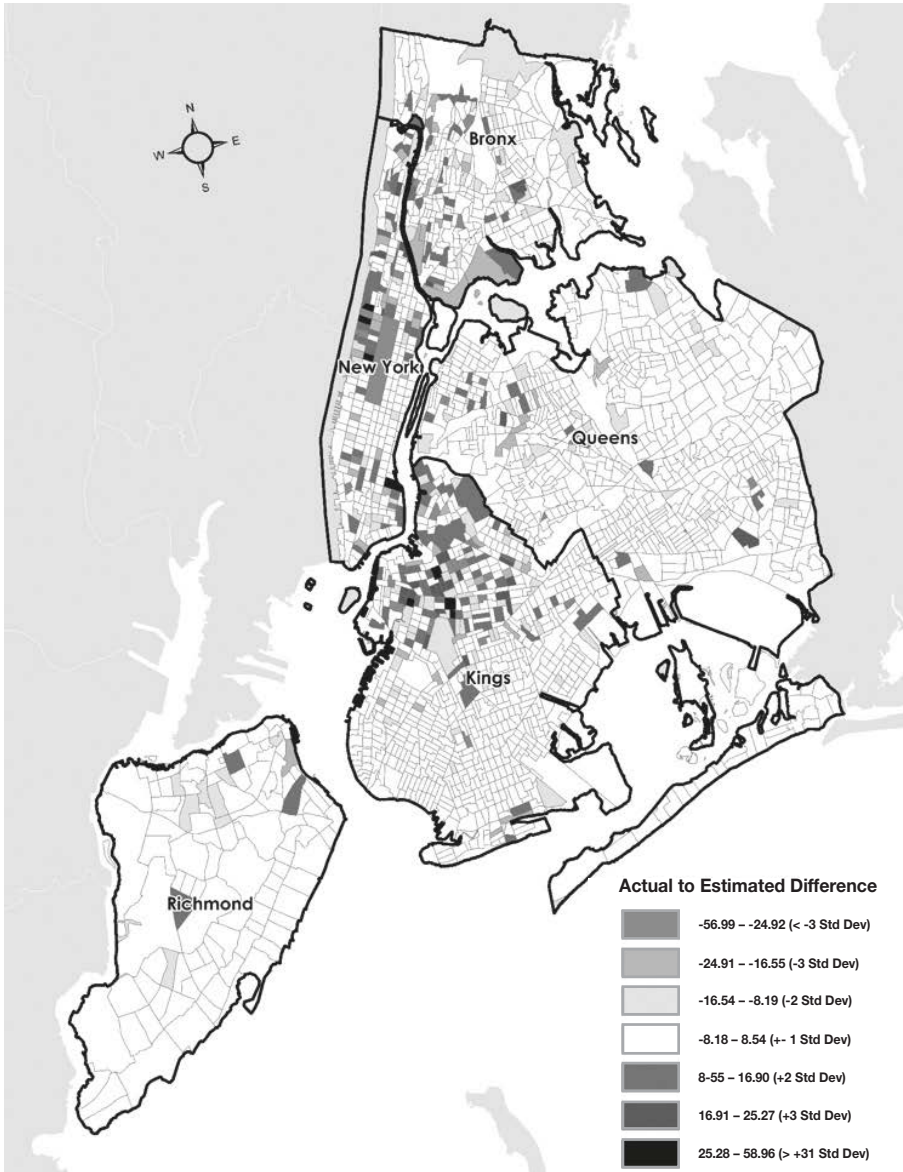 N
W E
S
Bronx
New York
Queens
Kings
Richmond
Actual to Estimated Difference
-56.99 – -24.92 (< -3 Std Dev)
-24.91 – -16.55 (-3 Std Dev)
-16.54 – -8.19 (-2 Std Dev)
-8.18 – 8.54 (+- 1 Std Dev)
8-55 – 16.90 (+2 Std Dev)
16.91 – 25.27 (+3 Std Dev)
25.28 – 58.96 (> +31 Std Dev)